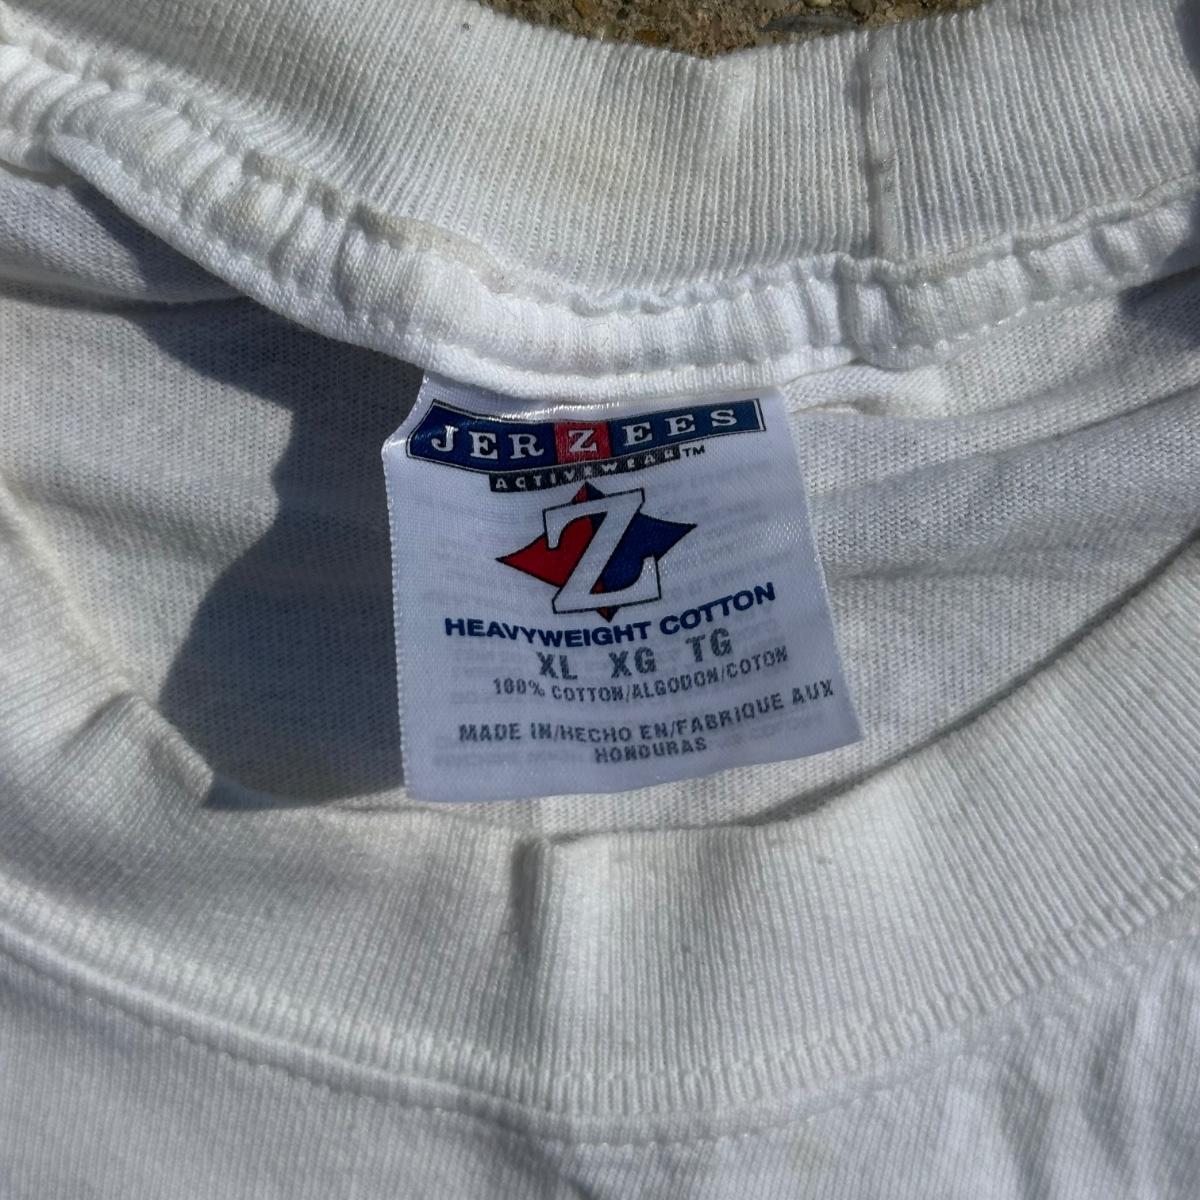 JERZEES
ACTIVEWEAR™
Z
HEAVYWEIGHT COTTON
XL XG TG
100% COTTON/ALGODON/COTON
MADE IN/HECHO EN/FABRIQUE AUX
HONDURAS